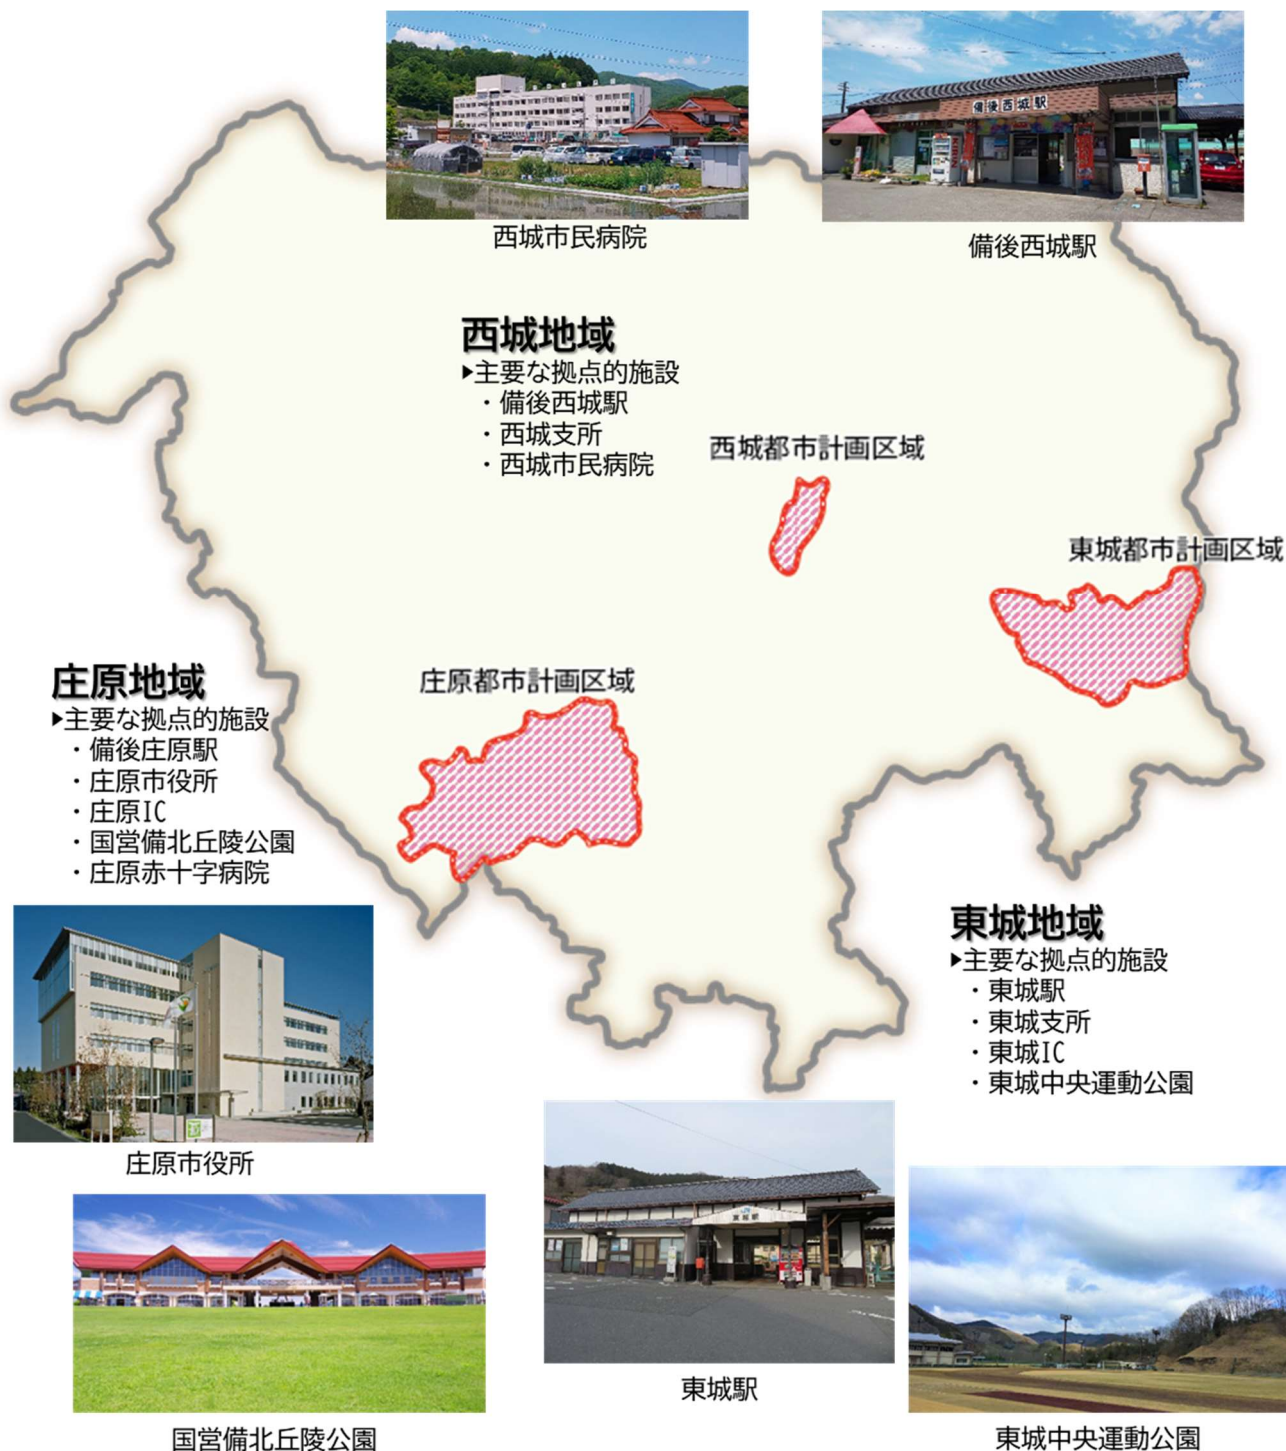 備後西城駅
西城市民病院
備後西城駅
西城地域
▶主要な拠点的施設
・備後西城駅
・西城支所
・西城市民病院
西城都市計画区域
東城都市計画区域
庄原都市計画区域
庄原地域
▶主要な拠点的施設
・備後庄原駅
・庄原市役所
・庄原IC
・国営備北丘陵公園
・庄原赤十字病院
東城地域
▶主要な拠点的施設
・東城駅
・東城支所
・東城IC
・東城中央運動公園
庄原市役所
東城駅
東城駅
国営備北丘陵公園
東城中央運動公園